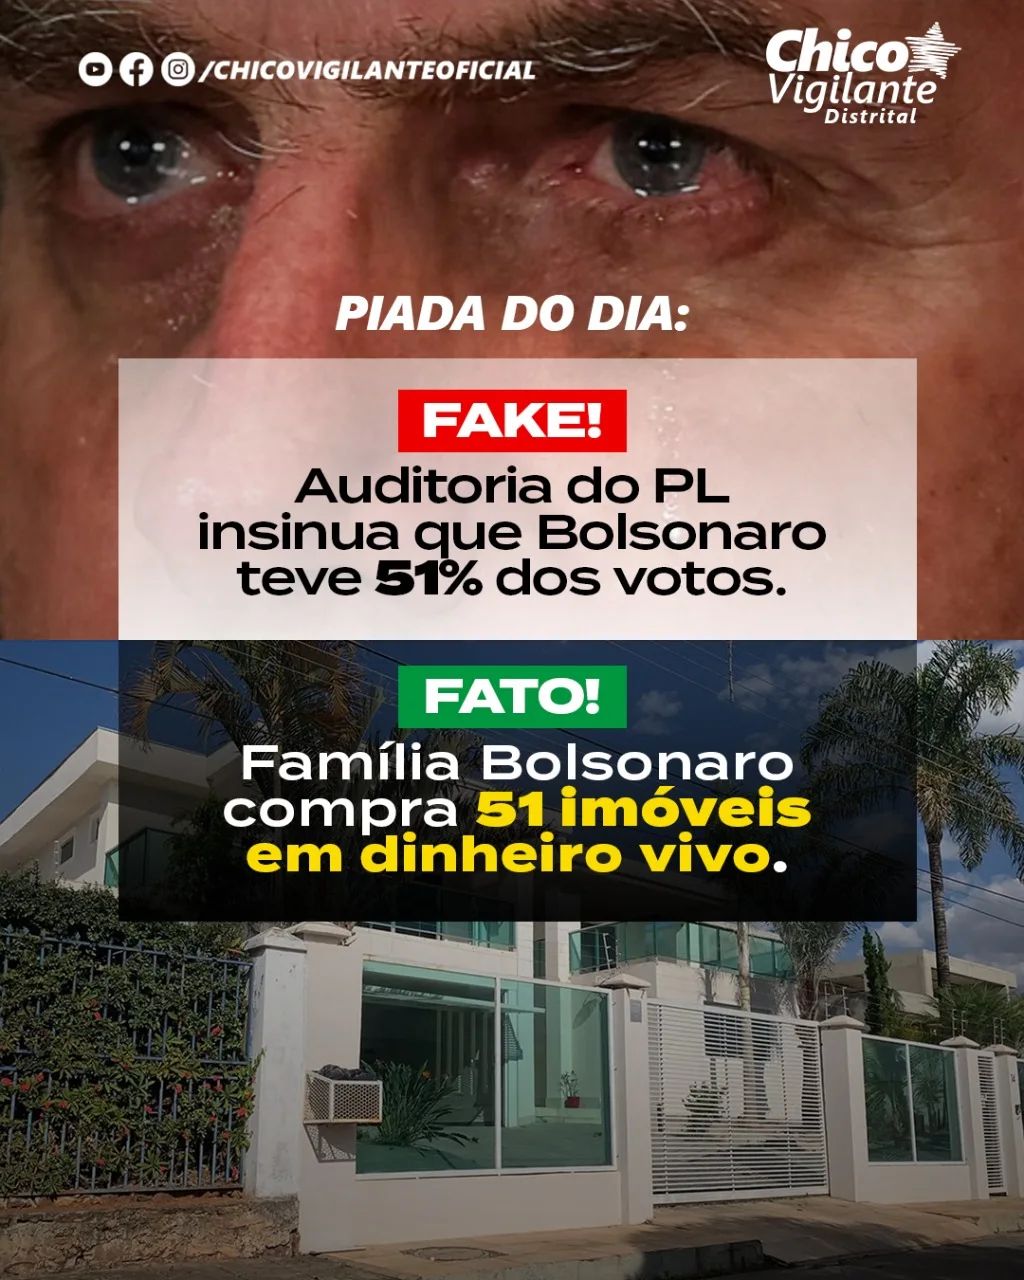 /CHICOVIGILANTEOFICIAL
Chico
Vigilante
Distrital
PIADA DO DIA:
FAKE!
Auditoria do PL
insinua que Bolsonaro
teve 51% dos votos.
FATO!
Família Bolsonaro
compra 51 imóveis
em dinheiro vivo.